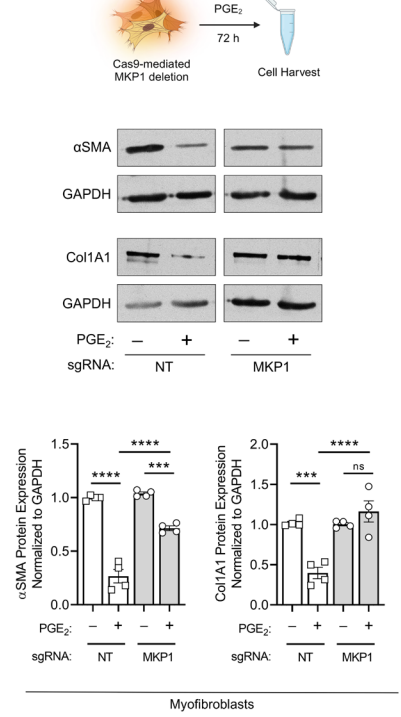 PGE₂
72 h
Cas9-mediated
MKP1 deletion
Cell Harvest
αSMA
GAPDH
Col1A1
GAPDH
PGE₂: − + − +
sgRNA: NT MKP1
αSMA Protein Expression
Normalized to GAPDH
1.5
1.0
0.5
0.0
****
****
***
PGE₂: − + − +
sgRNA: NT MKP1
Col1A1 Protein Expression
Normalized to GAPDH
2.0
1.5
1.0
0.5
0.0
****
***
ns
PGE₂: − + − +
sgRNA: NT MKP1
Myofibroblasts